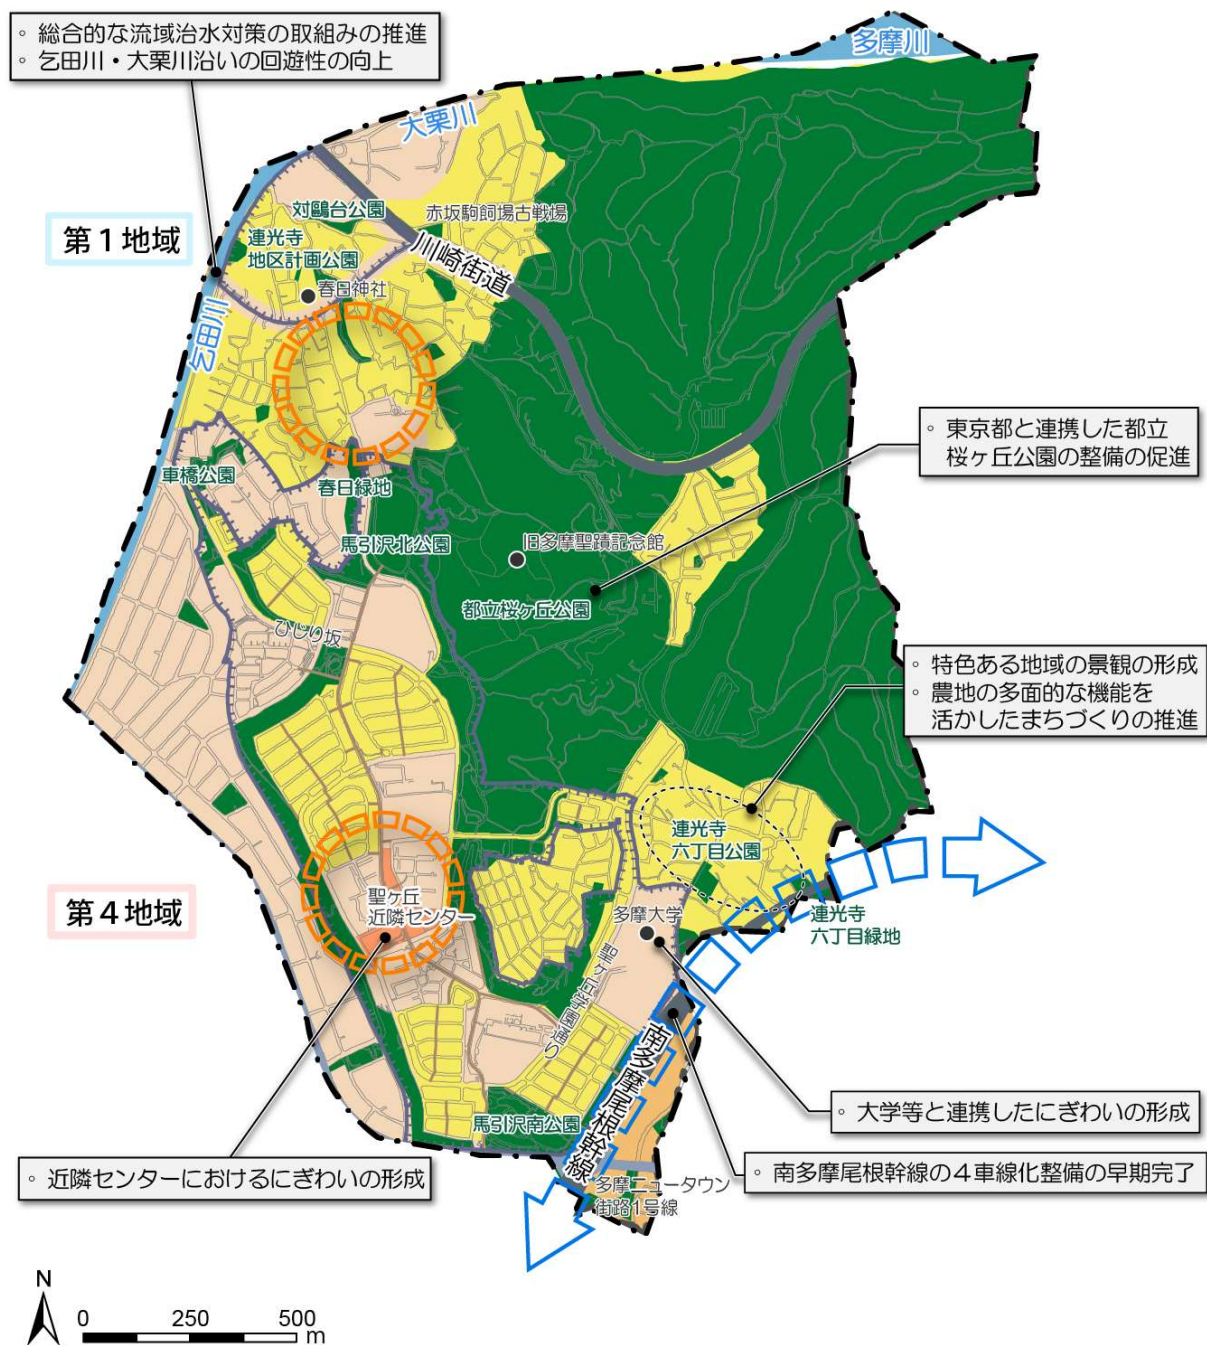 ◦ 総合的な流域治水対策の取組みの推進
◦ 乞田川・大栗川沿いの回遊性の向上
多摩川
大栗川
第1地域
対鷗台公園
赤坂駒飼場古戦場
連光寺
地区計画公園
川崎街道
春日神社
乞田川
◦ 東京都と連携した都立
桜ヶ丘公園の整備の促進
車橋公園
春日緑地
馬引沢北公園
旧多摩聖蹟記念館
都立桜ヶ丘公園
ひじり坂
◦ 特色ある地域の景観の形成
◦ 農地の多面的な機能を
活かしたまちづくりの推進
連光寺
六丁目公園
第4地域
聖ヶ丘
近隣センター
多摩大学
連光寺
六丁目緑地
聖ヶ丘学園通り
南多摩尾根幹線
馬引沢南公園
◦ 大学等と連携したにぎわいの形成
◦ 近隣センターにおけるにぎわいの形成
◦ 南多摩尾根幹線の4車線化整備の早期完了
多摩ニュータウン
街路1号線
N
0 250 500
m